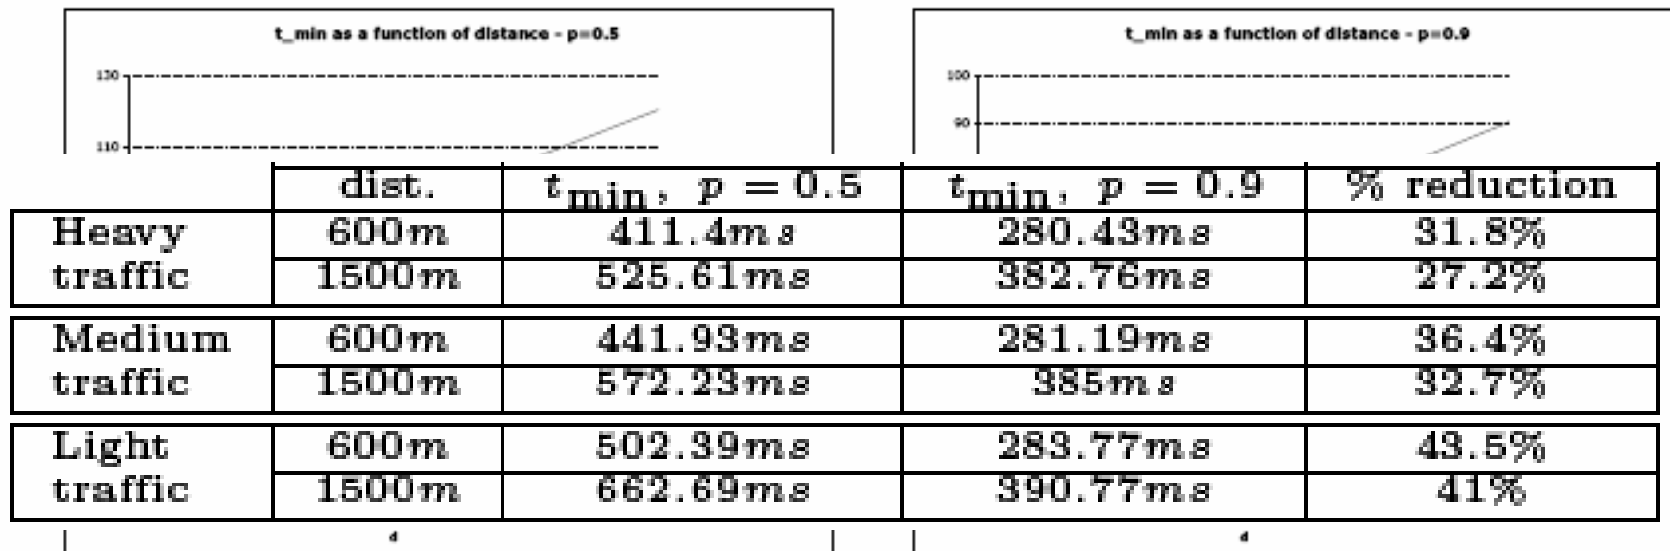 t_min as a function of distance - p=0.5
130
110
t_min as a function of distance - p=0.9
100
90
dist. t_min, p = 0.5 t_min, p = 0.9 % reduction
Heavy 600m 411.4ms 280.43ms 31.8%
traffic 1500m 525.61ms 382.76ms 27.2%
Medium 600m 441.93ms 281.19ms 36.4%
traffic 1500m 572.23ms 385ms 32.7%
Light 600m 502.39ms 283.77ms 43.5%
traffic 1500m 662.69ms 390.77ms 41%
d d